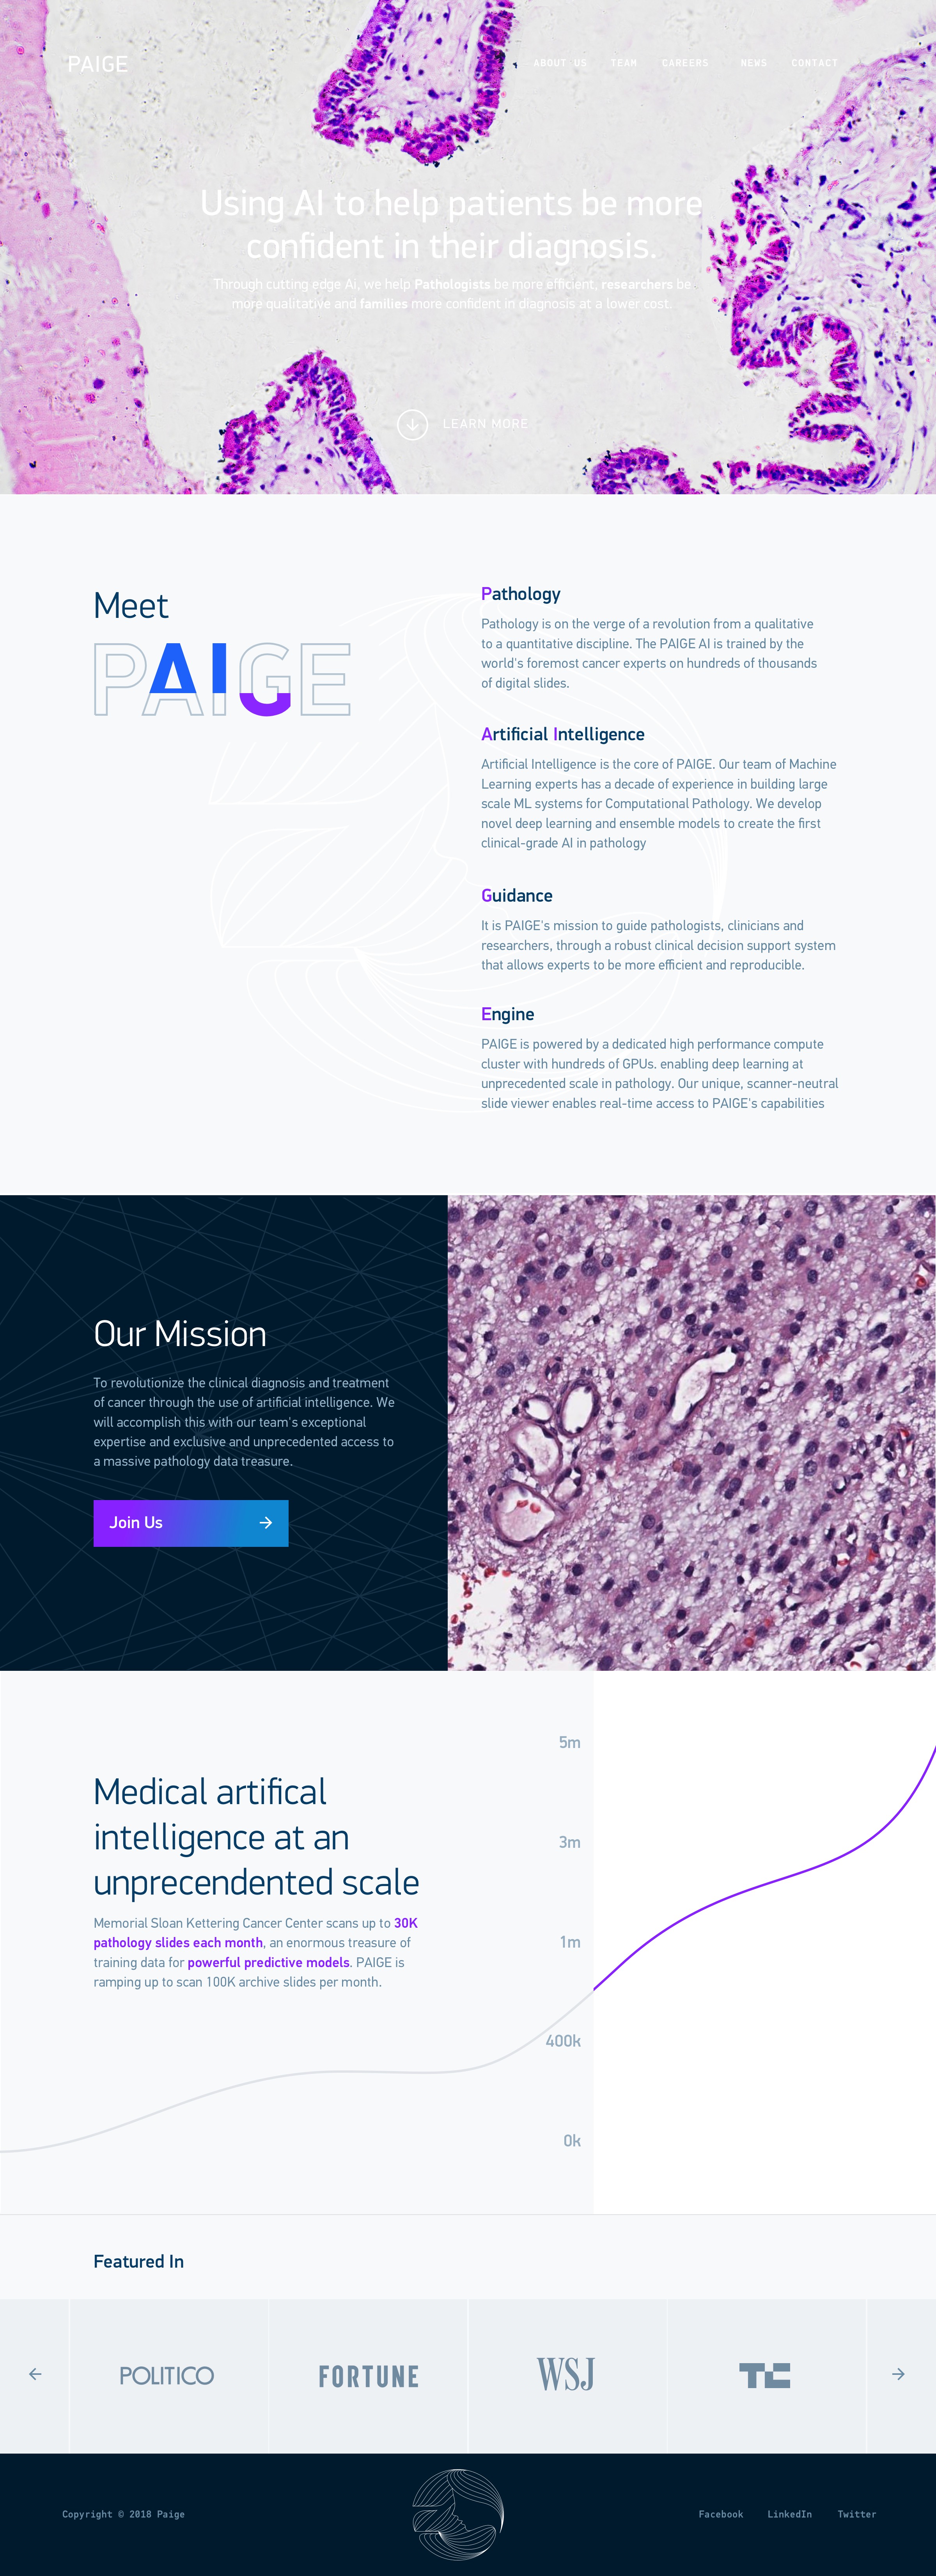 PAIGE
ABOUT US TEAM CAREERS NEWS CONTACT
Using AI to help patients be more
confident in their diagnosis.
Through cutting edge Ai, we help Pathologists be more efficient, researchers be
more qualitative and families more confident in diagnosis at a lower cost.
LEARN MORE
Meet
PAIGE
Pathology
Pathology is on the verge of a revolution from a qualitative
to a quantitative discipline. The PAIGE AI is trained by the
world's foremost cancer experts on hundreds of thousands
of digital slides.
Artificial Intelligence
Artificial Intelligence is the core of PAIGE. Our team of Machine
Learning experts has a decade of experience in building large
scale ML systems for Computational Pathology. We develop
novel deep learning and ensemble models to create the first
clinical-grade AI in pathology
Guidance
It is PAIGE's mission to guide pathologists, clinicians and
researchers, through a robust clinical decision support system
that allows experts to be more efficient and reproducible.
Engine
PAIGE is powered by a dedicated high performance compute
cluster with hundreds of GPUs. enabling deep learning at
unprecedented scale in pathology. Our unique, scanner-neutral
slide viewer enables real-time access to PAIGE's capabilities
Our Mission
To revolutionize the clinical diagnosis and treatment
of cancer through the use of artificial intelligence. We
will accomplish this with our team's exceptional
expertise and exclusive and unprecedented access to
a massive pathology data treasure.
Join Us
Medical artifical
intelligence at an
unprecendented scale
Memorial Sloan Kettering Cancer Center scans up to 30K
pathology slides each month, an enormous treasure of
training data for powerful predictive models. PAIGE is
ramping up to scan 100K archive slides per month.
5m
3m
1m
400k
0k
Featured In
POLITICO FORTUNE WSJ TC
Copyright © 2018 Paige
Facebook LinkedIn Twitter